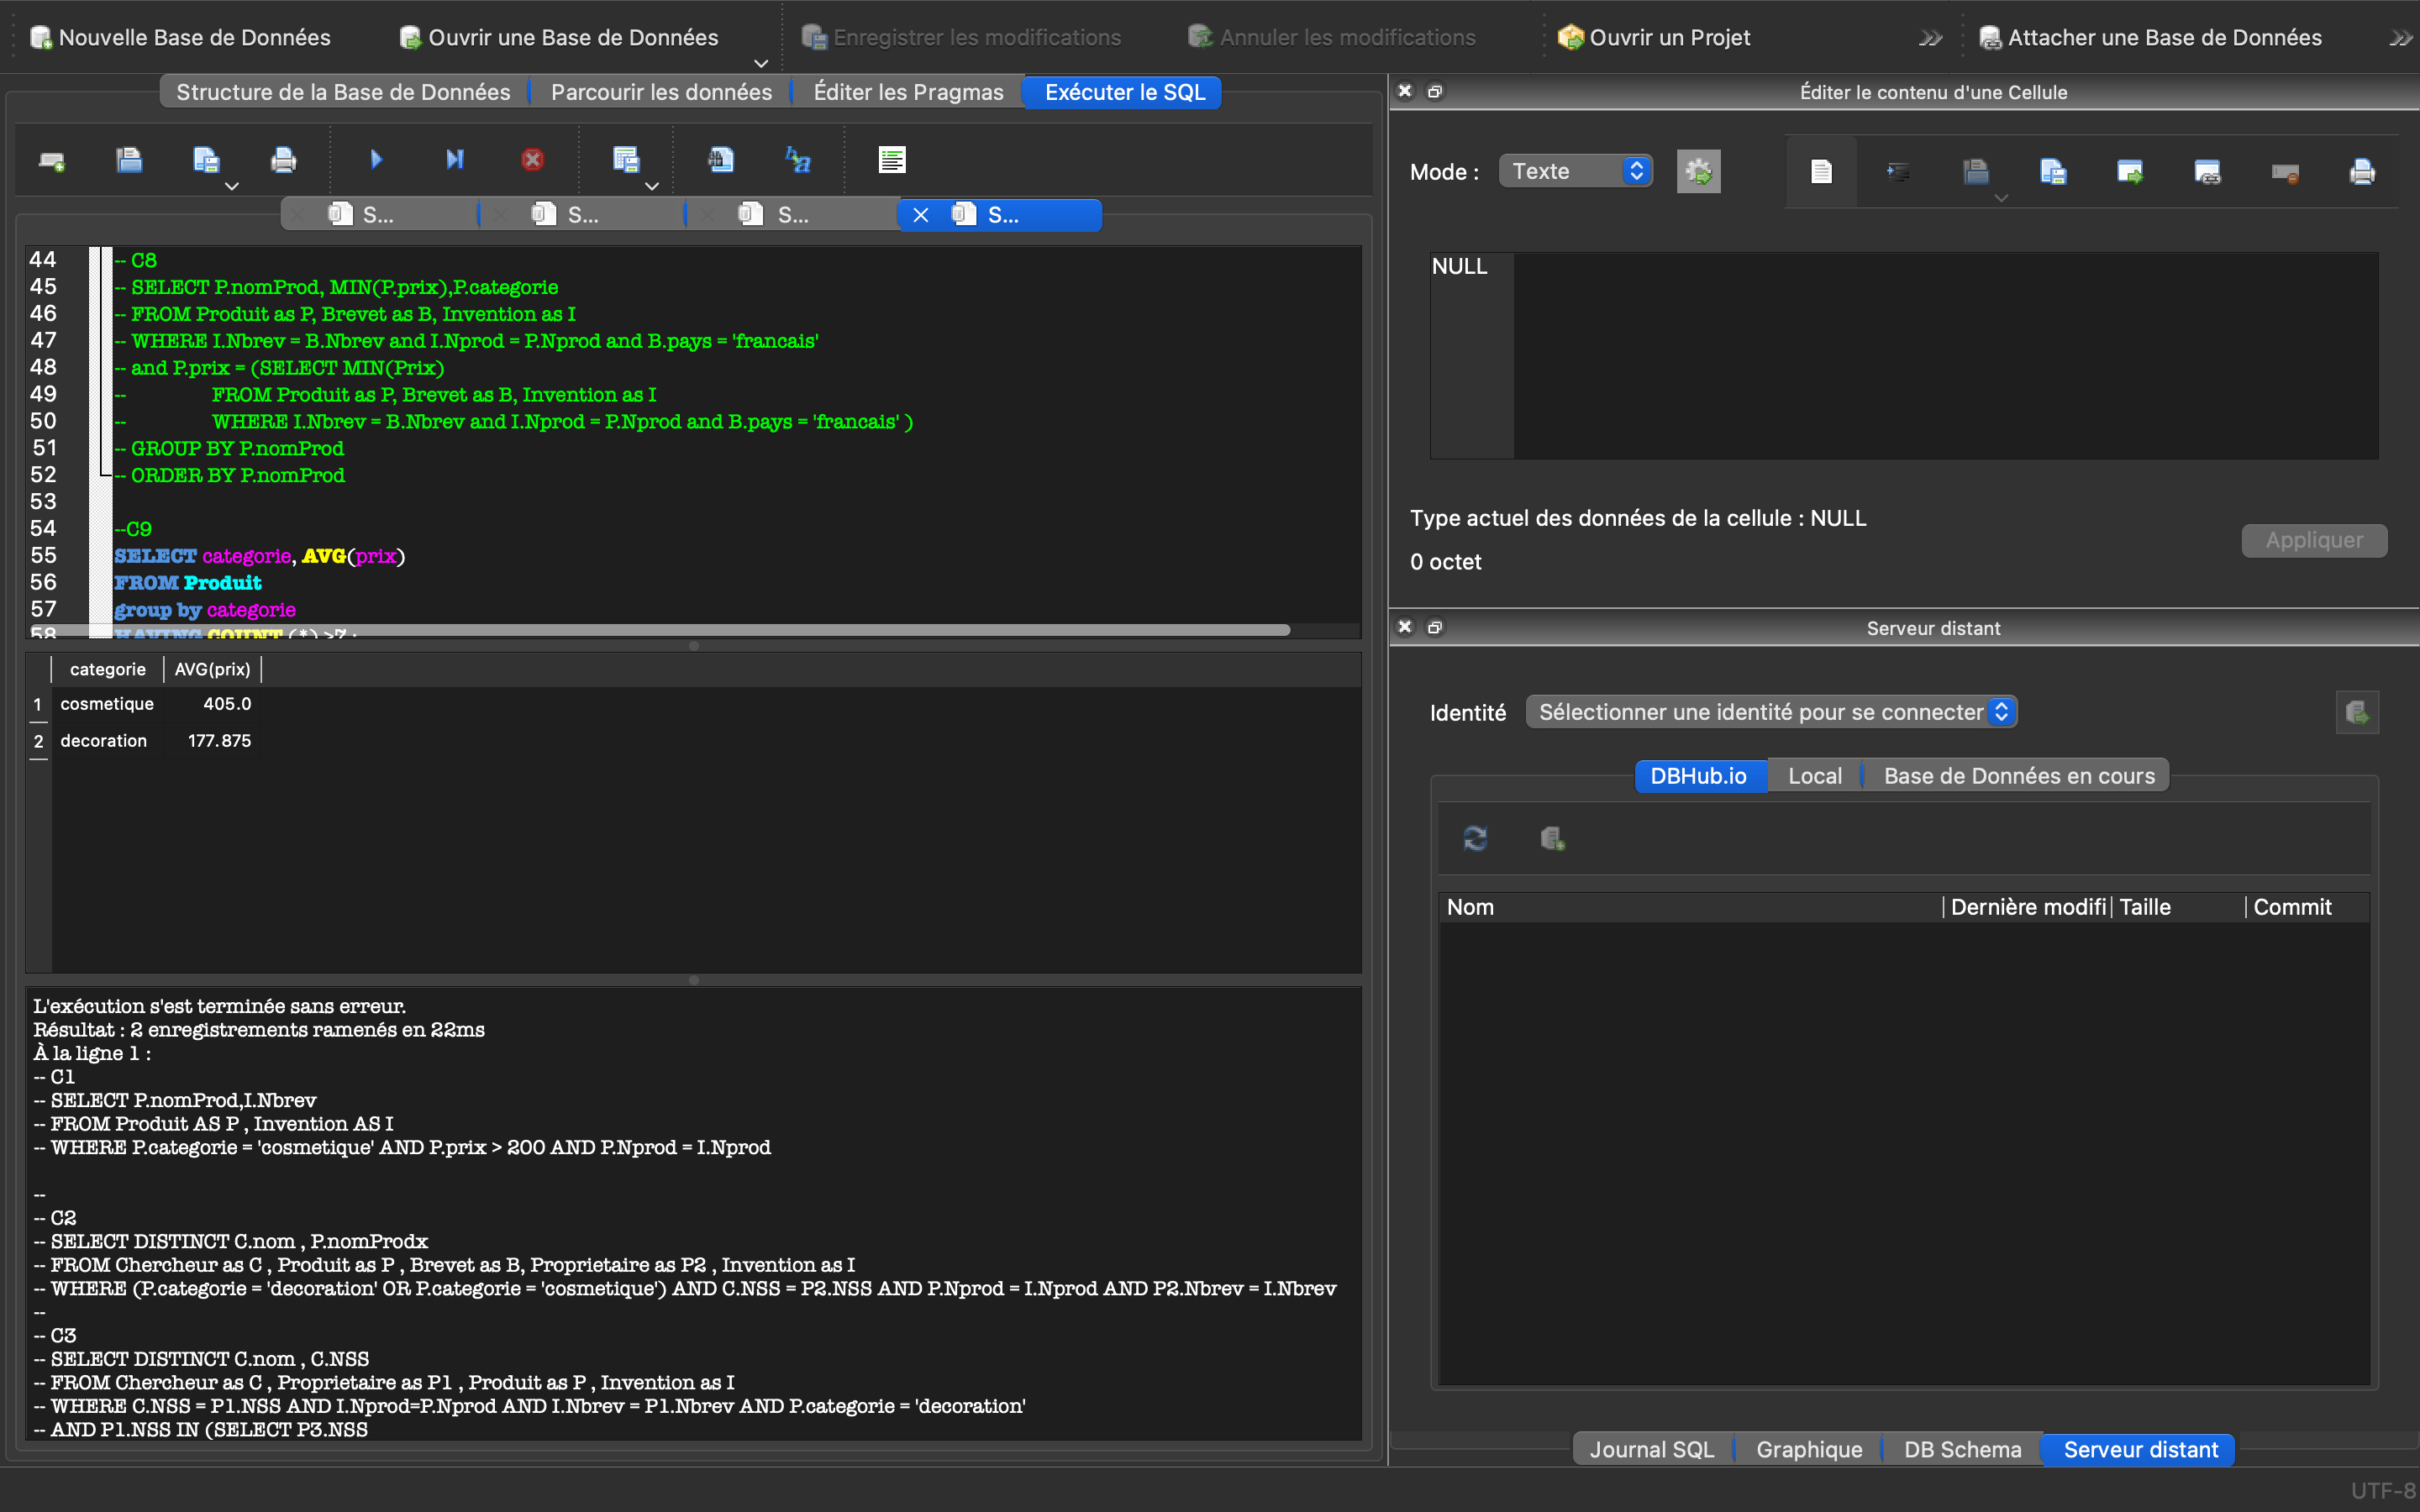 Nouvelle Base de Données
Ouvrir une Base de Données
Enregistrer les modifications
Annuler les modifications
Ouvrir un Projet
Attacher une Base de Données
Structure de la Base de Données
Parcourir les données
Éditer les Pragmas
Exécuter le SQL
S...
S...
S...
S...
44 -- C8
45 -- SELECT P.nomProd, MIN(P.prix),P.categorie
46 -- FROM Produit as P, Brevet as B, Invention as I
47 -- WHERE I.Nbrev = B.Nbrev and I.Nprod = P.Nprod and B.pays = 'francais'
48 -- and P.prix = (SELECT MIN(Prix)
49 -- FROM Produit as P, Brevet as B, Invention as I
50 -- WHERE I.Nbrev = B.Nbrev and I.Nprod = P.Nprod and B.pays = 'francais' )
51 -- GROUP BY P.nomProd
52 -- ORDER BY P.nomProd
53
54 --C9
55 SELECT categorie, AVG(prix)
56 FROM Produit
57 group by categorie
58 HAVING COUNT (*) >7 ;
categorie AVG(prix)
1 cosmetique 405.0
2 decoration 177.875
L'exécution s'est terminée sans erreur.
Résultat : 2 enregistrements ramenés en 22ms
À la ligne 1 :
-- C1
-- SELECT P.nomProd,I.Nbrev
-- FROM Produit AS P , Invention AS I
-- WHERE P.categorie = 'cosmetique' AND P.prix > 200 AND P.Nprod = I.Nprod
--
-- C2
-- SELECT DISTINCT C.nom , P.nomProdx
-- FROM Chercheur as C , Produit as P , Brevet as B, Proprietaire as P2 , Invention as I
-- WHERE (P.categorie = 'decoration' OR P.categorie = 'cosmetique') AND C.NSS = P2.NSS AND P.Nprod = I.Nprod AND P2.Nbrev = I.Nbrev
--
-- C3
-- SELECT DISTINCT C.nom , C.NSS
-- FROM Chercheur as C , Proprietaire as P1 , Produit as P , Invention as I
-- WHERE C.NSS = P1.NSS AND I.Nprod=P.Nprod AND I.Nbrev = P1.Nbrev AND P.categorie = 'decoration'
-- AND P1.NSS IN (SELECT P3.NSS
Éditer le contenu d'une Cellule
Mode : Texte
NULL
Type actuel des données de la cellule : NULL
0 octet
Appliquer
Serveur distant
Identité Sélectionner une identité pour se connecter
DBHub.io Local Base de Données en cours
Nom Dernière modifi Taille Commit
Journal SQL Graphique DB Schema Serveur distant
UTF-8